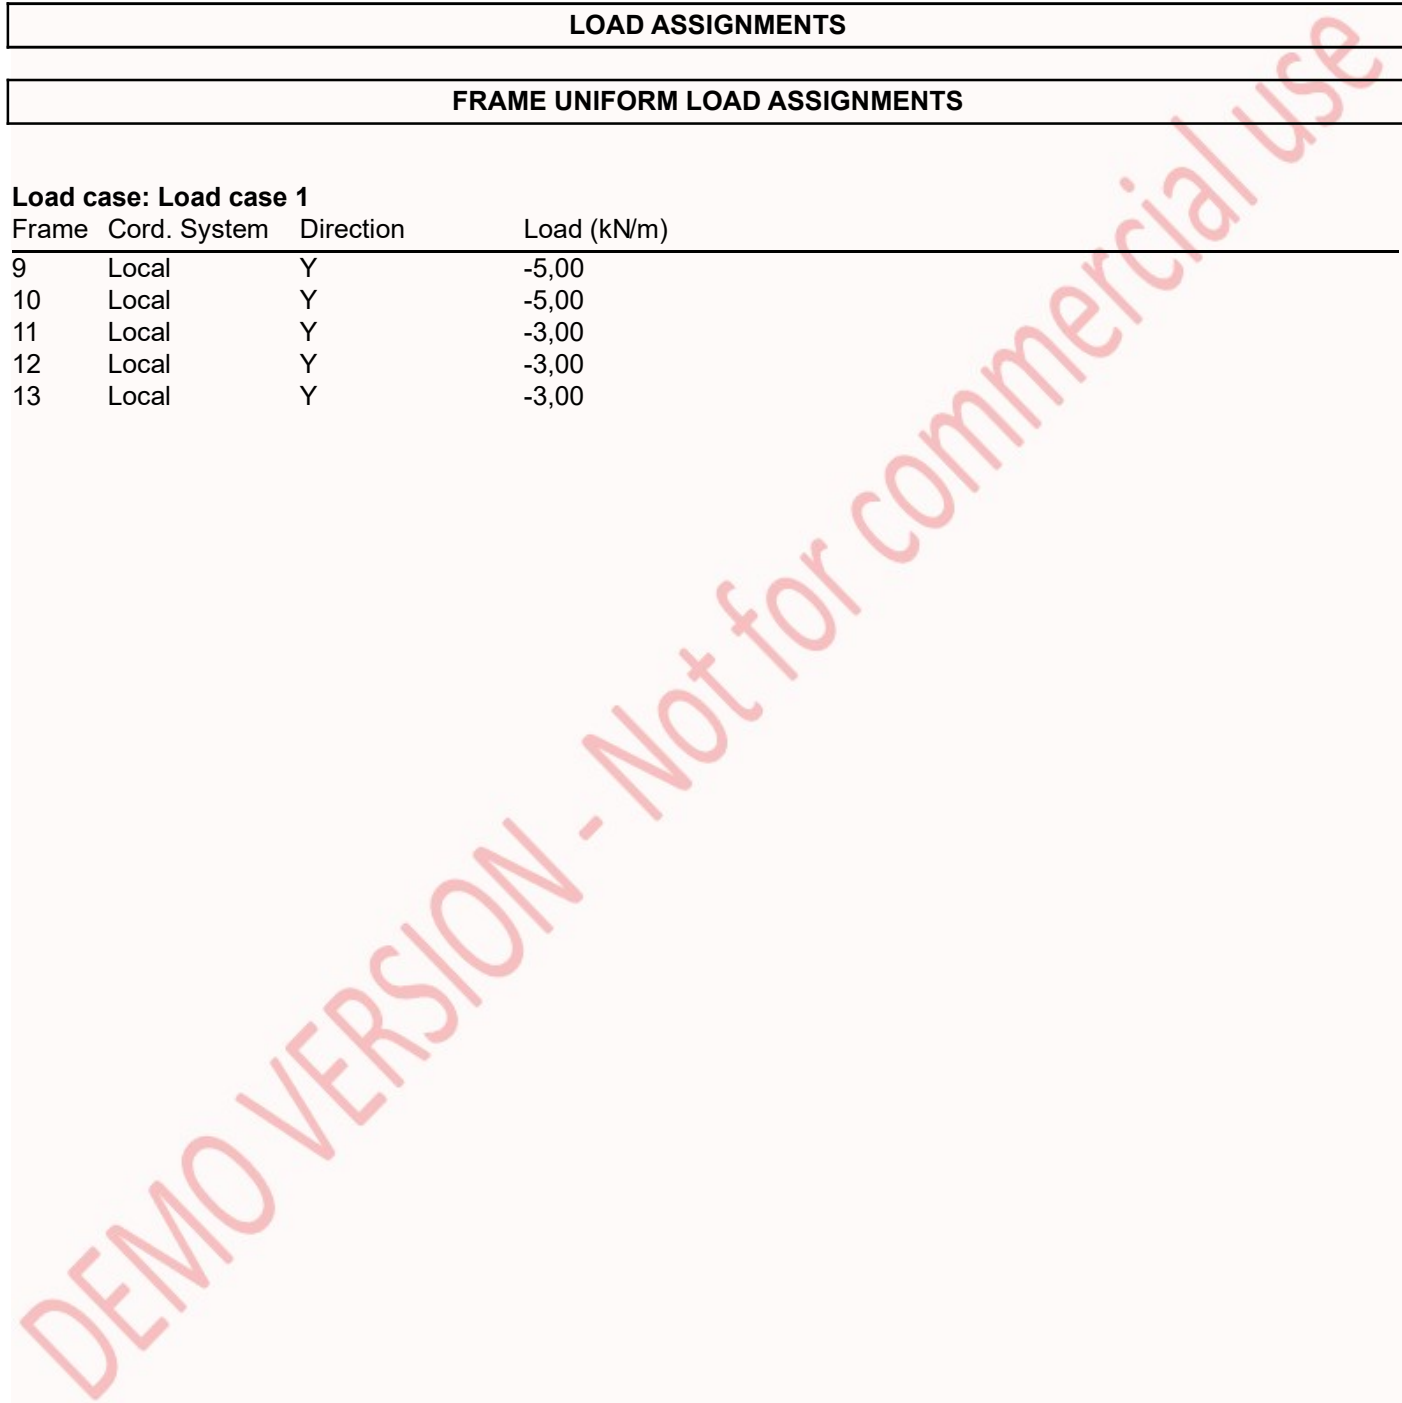 LOAD ASSIGNMENTS
FRAME UNIFORM LOAD ASSIGNMENTS
Load case: Load case 1
Frame Cord. System Direction Load (kN/m)
9 Local Y -5,00
10 Local Y -5,00
11 Local Y -3,00
12 Local Y -3,00
13 Local Y -3,00
DEMO VERSION - Not for commercial use